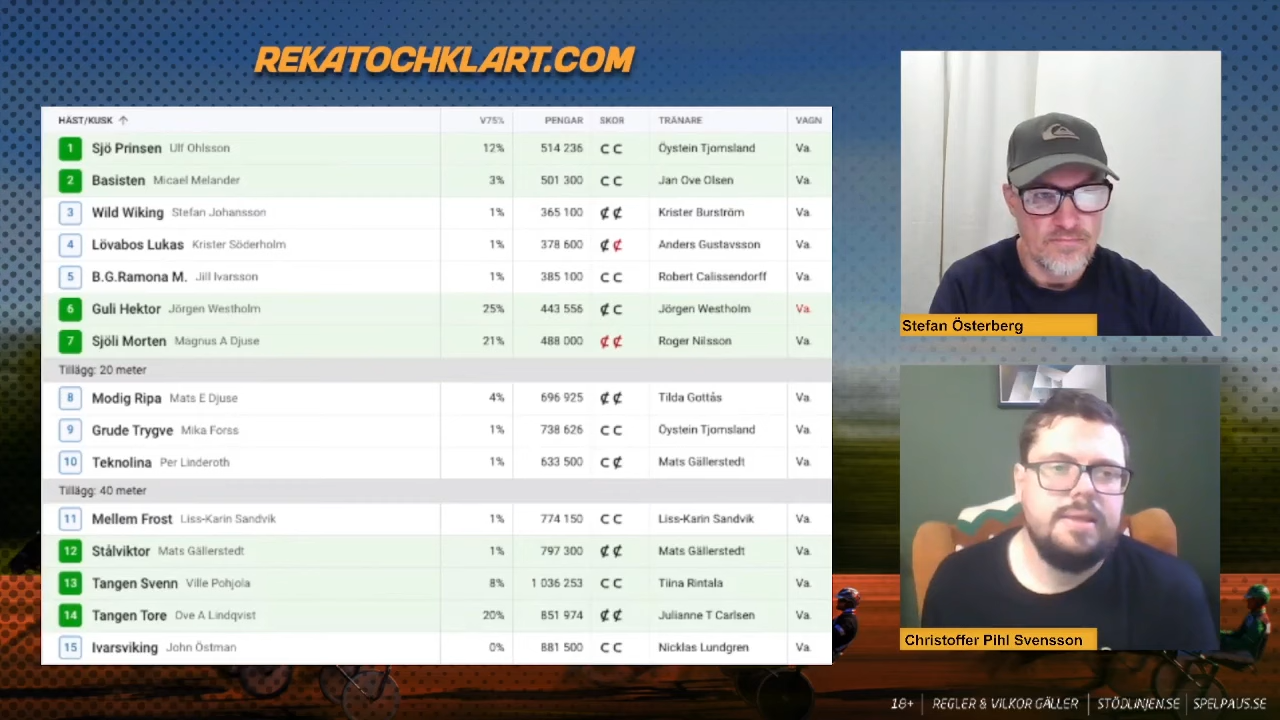 REKATOCHKLART.COM
HÄST/KUSK ↑ V75% PENGAR SKOR TRÄNARE VAGN
1 Sjö Prinsen Ulf Ohlsson 12% 514 236 C C Öystein Tjomsland Va.
2 Basisten Micael Melander 3% 501 300 C C Jan Ove Olsen Va.
3 Wild Wiking Stefan Johansson 1% 365 100 ₡ ₡ Krister Burström Va.
4 Lövabos Lukas Krister Söderholm 1% 378 600 ₡ ₡ Anders Gustavsson Va.
5 B.G.Ramona M. Jill Ivarsson 1% 385 100 C C Robert Calissendorff Va.
6 Guli Hektor Jörgen Westholm 25% 443 556 ₡ C Jörgen Westholm Va.
7 Sjöli Morten Magnus A Djuse 21% 488 000 ₡ ₡ Roger Nilsson Va.
Tillägg: 20 meter
8 Modig Ripa Mats E Djuse 4% 696 925 ₡ ₡ Tilda Gottås Va.
9 Grude Trygve Mika Forss 1% 738 626 C C Öystein Tjomsland Va.
10 Teknolina Per Linderoth 1% 633 500 C ₡ Mats Gällerstedt Va.
Tillägg: 40 meter
11 Mellem Frost Liss-Karin Sandvik 1% 774 150 C C Liss-Karin Sandvik Va.
12 Stålviktor Mats Gällerstedt 1% 797 300 ₡ ₡ Mats Gällerstedt Va.
13 Tangen Svenn Ville Pohjola 8% 1 036 253 C C Tiina Rintala Va.
14 Tangen Tore Ove A Lindqvist 20% 851 974 ₡ ₡ Julianne T Carlsen Va.
15 Ivarsviking John Östman 0% 881 500 C C Nicklas Lundgren Va.
Stefan Österberg
Christoffer Pihl Svensson
18+ | REGLER & VILKOR GÄLLER | STÖDLINJEN.SE | SPELPAUS.SE